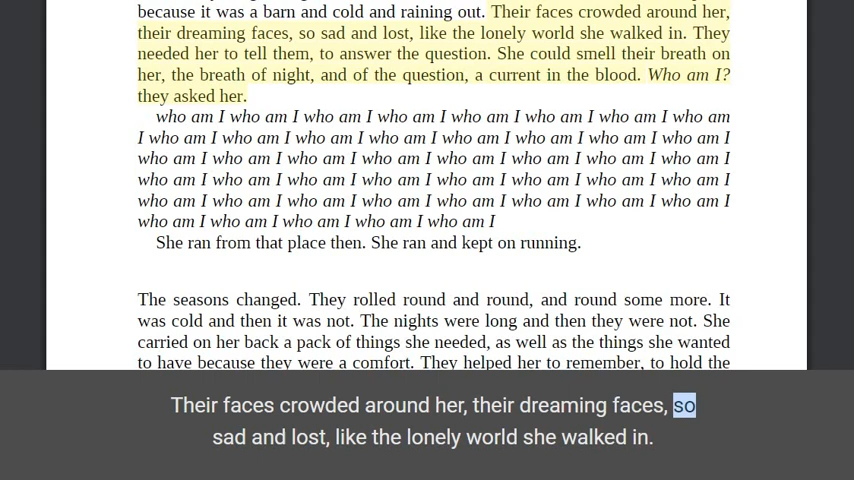 because it was a barn and cold and raining out. Their faces crowded around her,
their dreaming faces, so sad and lost, like the lonely world she walked in. They
needed her to tell them, to answer the question. She could smell their breath on
her, the breath of night, and of the question, a current in the blood. Who am I?
they asked her.
who am I who am I who am I who am I who am I who am I who am I who am
I who am I who am I who am I who am I who am I who am I who am I who am I
who am I who am I who am I who am I who am I who am I who am I who am I
who am I who am I who am I who am I who am I who am I who am I who am I
who am I who am I who am I who am I who am I who am I who am I who am I
who am I who am I who am I who am I who am I
She ran from that place then. She ran and kept on running.
The seasons changed. They rolled round and round, and round some more. It
was cold and then it was not. The nights were long and then they were not. She
carried on her back a pack of things she needed, as well as the things she wanted
to have because they were a comfort. They helped her to remember, to hold the
Their faces crowded around her, their dreaming faces, so
sad and lost, like the lonely world she walked in.